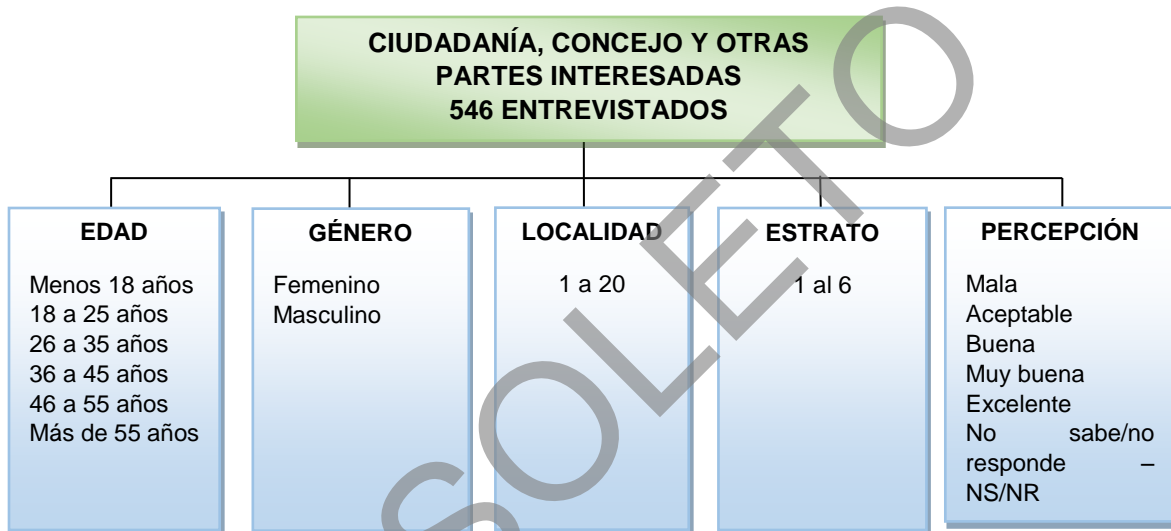 CIUDADANÍA, CONCEJO Y OTRAS
PARTES INTERESADAS
546 ENTREVISTADOS
EDAD
Menos 18 años
18 a 25 años
26 a 35 años
36 a 45 años
46 a 55 años
Más de 55 años
GÉNERO
Femenino
Masculino
LOCALIDAD
1 a 20
ESTRATO
1 al 6
PERCEPCIÓN
Mala
Aceptable
Buena
Muy buena
Excelente
No sabe/no
responde –
NS/NR
SOLETO